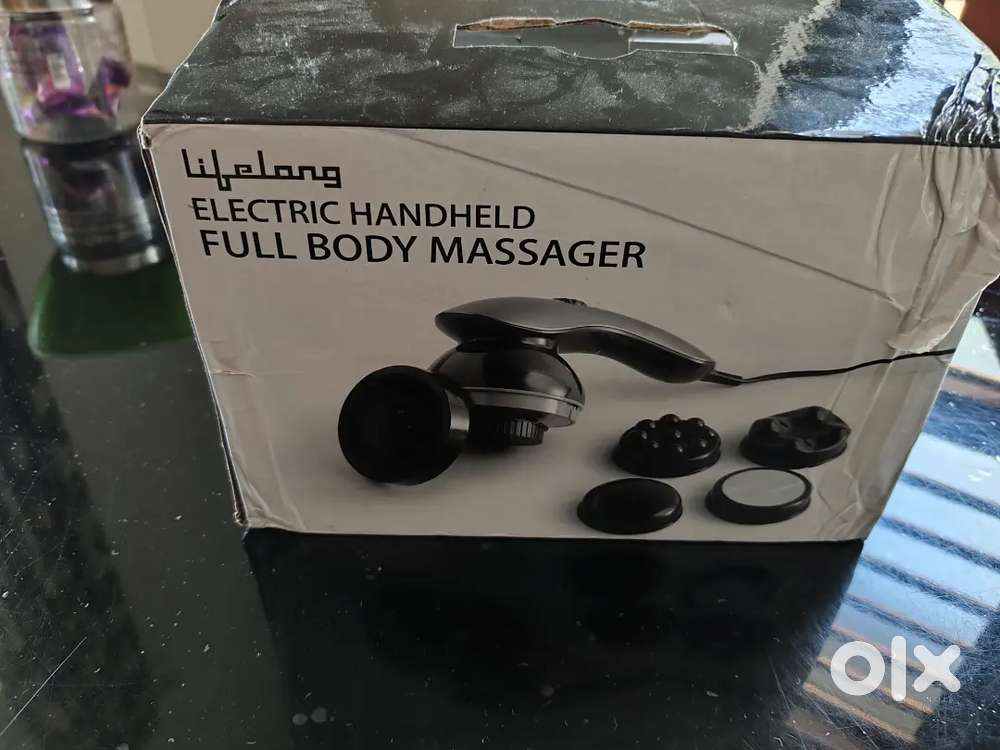 Lifelong
ELECTRIC HANDHELD
FULL BODY MASSAGER
olx